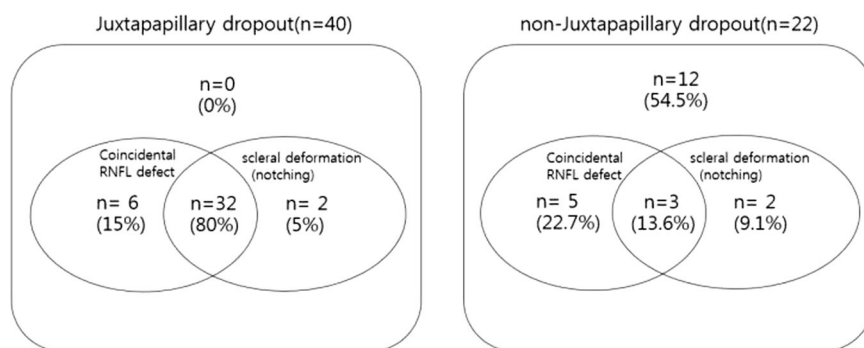 Juxtapapillary dropout(n=40)
n=0
(0%)
Coincidental
RNFL defect
scleral deformation
(notching)
n= 6
(15%)
n=32
(80%)
n= 2
(5%)
non-Juxtapapillary dropout(n=22)
n=12
(54.5%)
Coincidental
RNFL defect
scleral deformation
(notching)
n= 5
(22.7%)
n=3
(13.6%)
n= 2
(9.1%)